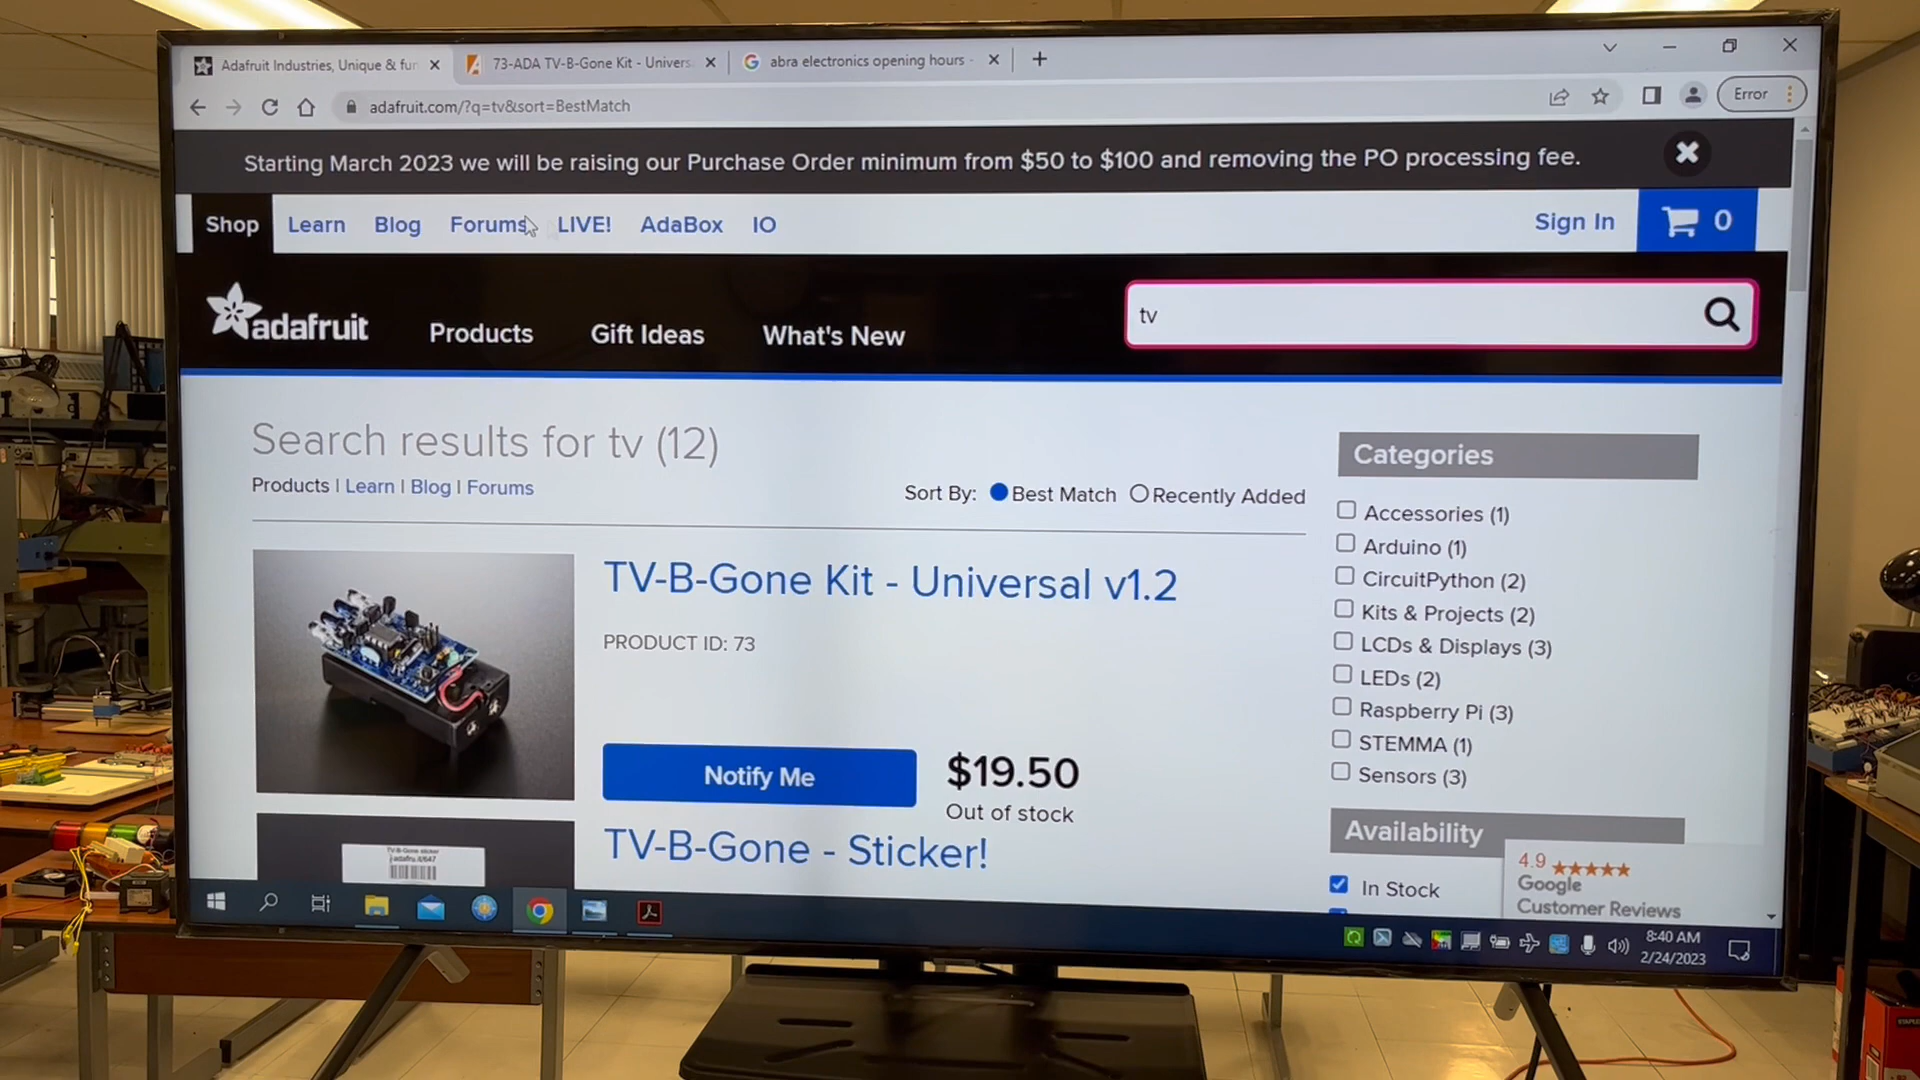 Adafruit Industries, Unique & fun
73-ADA TV-B-Gone Kit - Univers
abra electronics opening hours -
adafruit.com/?q=tv&sort=BestMatch
Error
Starting March 2023 we will be raising our Purchase Order minimum from $50 to $100 and removing the PO processing fee.
Shop Learn Blog Forums LIVE! AdaBox IO Sign In 0
adafruit Products Gift Ideas What's New
tv
Search results for tv (12)
Products | Learn | Blog | Forums
Sort By: Best Match Recently Added
TV-B-Gone Kit - Universal v1.2
PRODUCT ID: 73
Notify Me
$19.50
Out of stock
TV-B-Gone sticker
adafru.it/647
TV-B-Gone - Sticker!
Categories
Accessories (1)
Arduino (1)
CircuitPython (2)
Kits & Projects (2)
LCDs & Displays (3)
LEDs (2)
Raspberry Pi (3)
STEMMA (1)
Sensors (3)
Availability
In Stock
4.9
Google
Customer Reviews
8:40 AM
2/24/2023